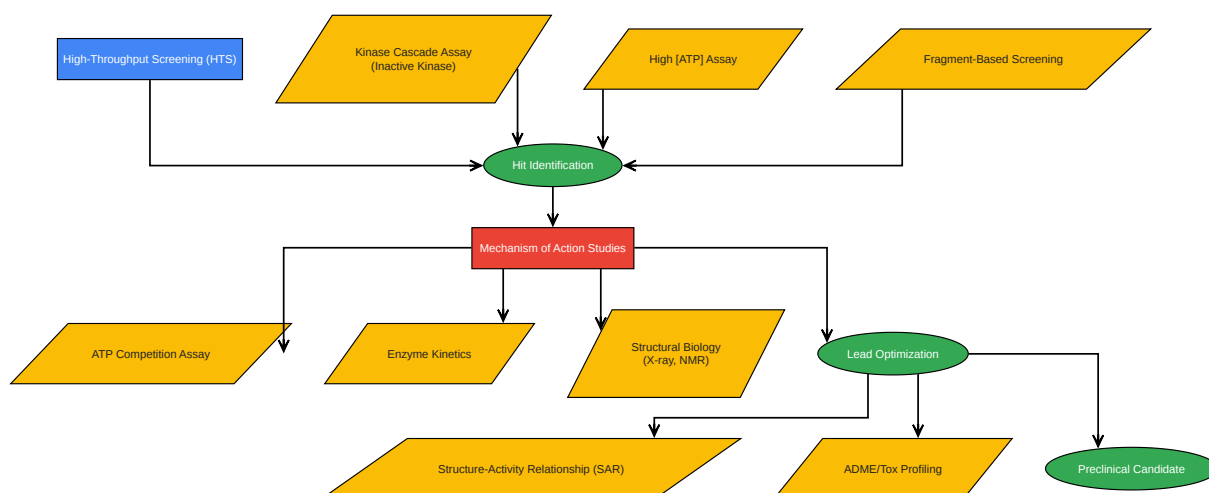 High-Throughput Screening (HTS)
Kinase Cascade Assay
(Inactive Kinase)
High [ATP] Assay
Fragment-Based Screening
Hit Identification
Mechanism of Action Studies
ATP Competition Assay
Enzyme Kinetics
Structural Biology
(X-ray, NMR)
Lead Optimization
Structure-Activity Relationship (SAR)
ADME/Tox Profiling
Preclinical Candidate